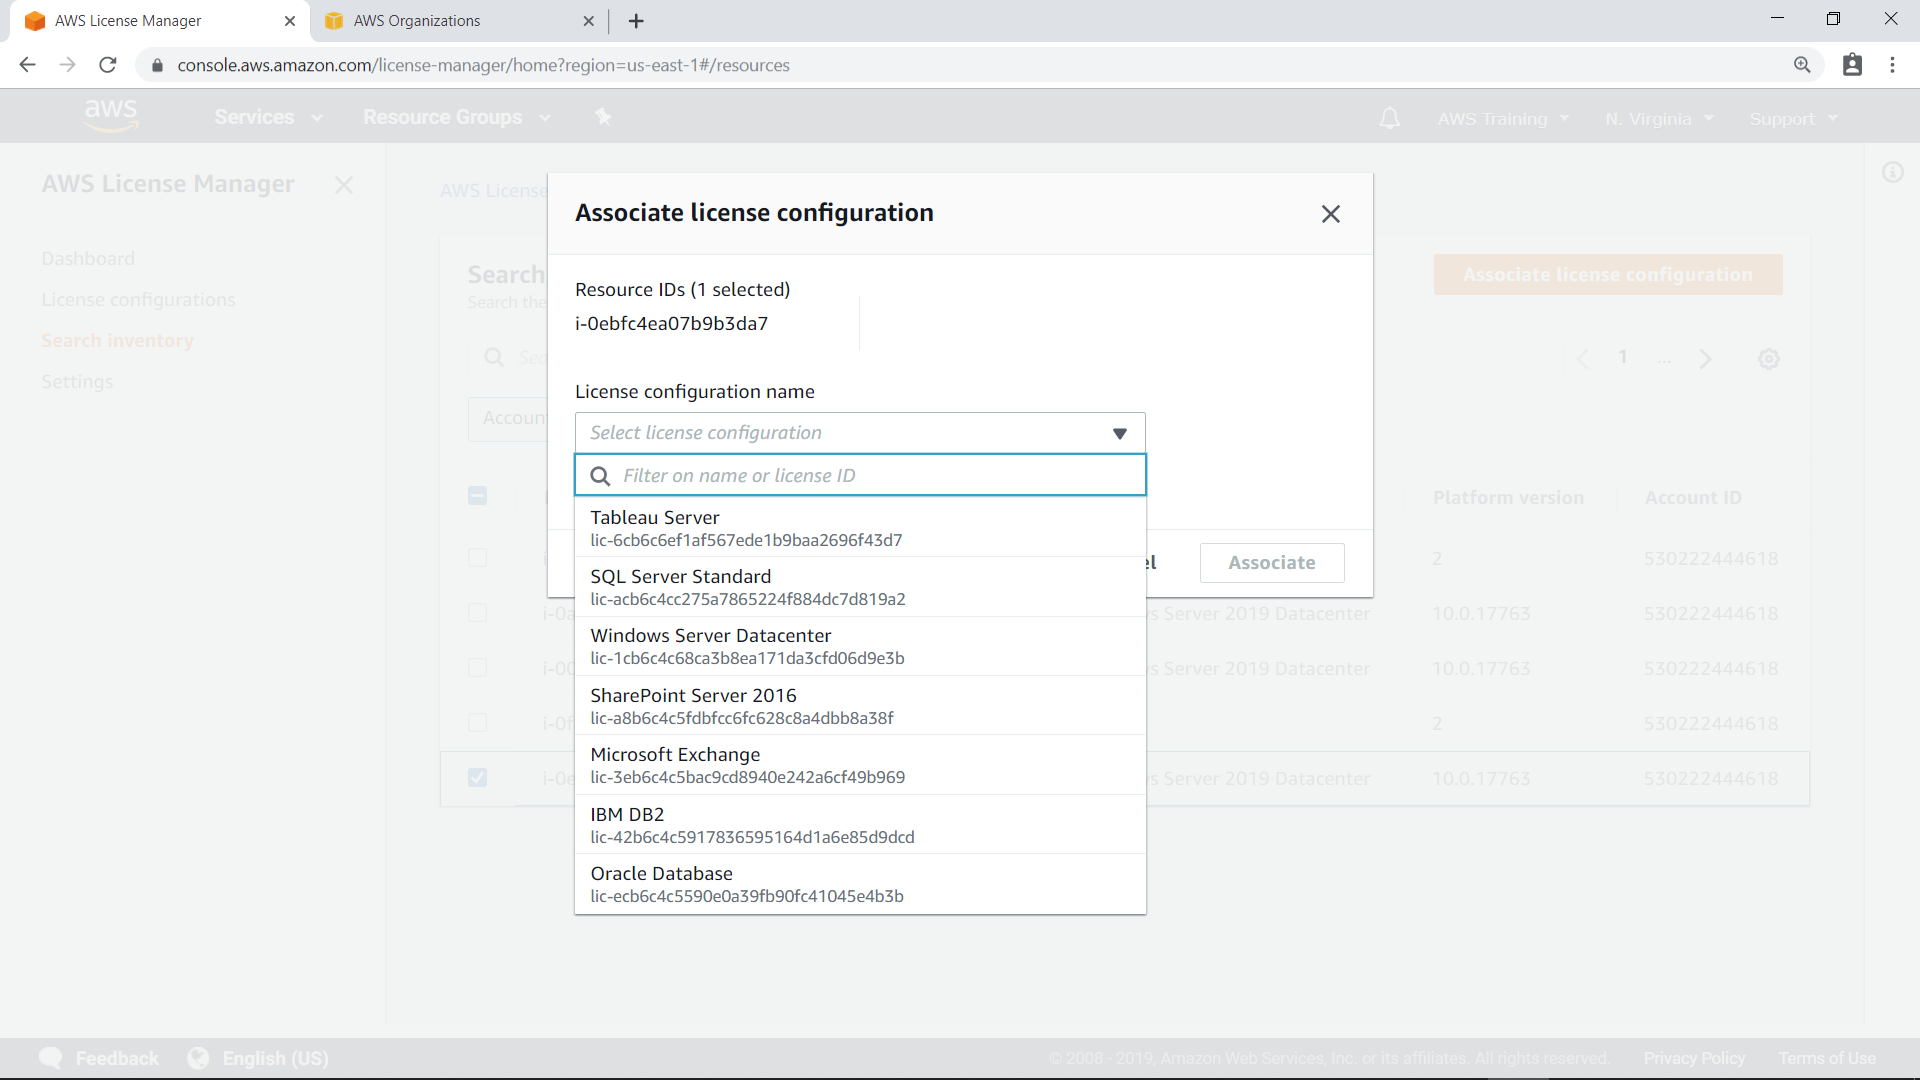 AWS License Manager
AWS Organizations
console.aws.amazon.com/license-manager/home?region=us-east-1#/resources
aws
Services
Resource Groups
AWS Training
N. Virginia
Support
AWS License Manager
Dashboard
License configurations
Search inventory
Settings
AWS License
Search
Search the
Associate license configuration
1
...
Account
Platform version
Account ID
2
530222444618
s Server 2019 Datacenter
10.0.17763
530222444618
s Server 2019 Datacenter
10.0.17763
530222444618
2
530222444618
s Server 2019 Datacenter
10.0.17763
530222444618
Associate license configuration
Resource IDs (1 selected)
i-0ebfc4ea07b9b3da7
License configuration name
Select license configuration
Filter on name or license ID
Tableau Server
lic-6cb6c6ef1af567ede1b9baa2696f43d7
SQL Server Standard
lic-acb6c4cc275a7865224f884dc7d819a2
Windows Server Datacenter
lic-1cb6c4c68ca3b8ea171da3cfd06d9e3b
SharePoint Server 2016
lic-a8b6c4c5fdbfcc6fc628c8a4dbb8a38f
Microsoft Exchange
lic-3eb6c4c5bac9cd8940e242a6cf49b969
IBM DB2
lic-42b6c4c5917836595164d1a6e85d9dcd
Oracle Database
lic-ecb6c4c5590e0a39fb90fc41045e4b3b
Associate
Feedback
English (US)
© 2008 - 2019, Amazon Web Services, Inc. or its affiliates. All rights reserved.
Privacy Policy
Terms of Use